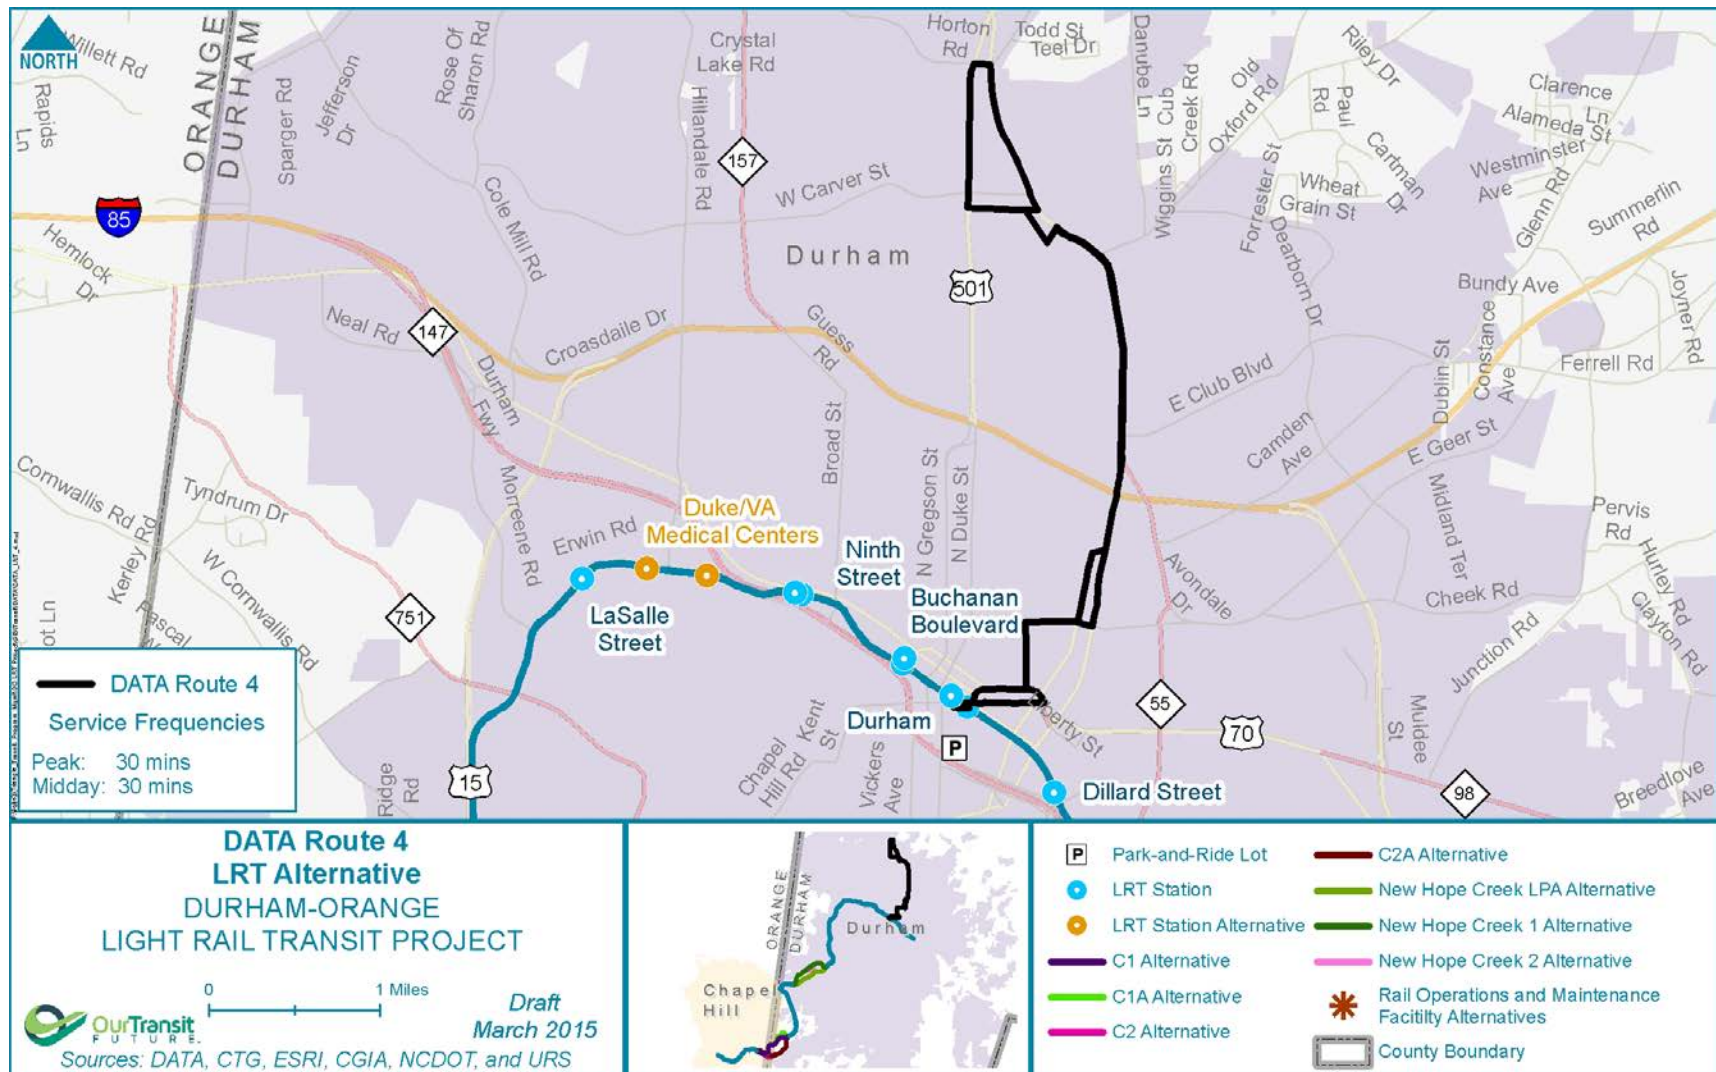 NORTH
Willett Rd
Rapids
Ln
ORANGE
DURHAM
Sparger Rd
Jefferson
Dr
Rose Of
Sharon Rd
Crystal
Lake Rd
Hillandale Rd
157
Horton
Rd
Todd St
Teel Dr
Danube Ln
Wiggins St
Cub
Creek Rd
Old
Oxford Rd
Riley Dr
Paul
Rd
Cartman
Dr
Clarence
Ln
Alameda St
Westminster
Ave
Glenn Rd
Summerlin
Rd
Wheat
Grain St
Forrester St
Dearborn Dr
85
Hemlock
Dr
Cole Mill Rd
W Carver St
Durham
501
Neal Rd
147
Croasdaile Dr
Guess
Rd
Bundy Ave
Constance
Ave
Joyner Rd
Ferrell Rd
Dublin St
E Club Blvd
Camden
Ave
E Geer St
Midland Ter
Durham
Fwy
Morreene Rd
Broad St
N Gregson St
N Duke St
Cornwallis Rd
Tyndrum Dr
Kerley Rd
W Cornwallis Rd
Pascal
751
Erwin Rd
Duke/VA
Medical Centers
Ninth
Street
LaSalle
Street
Buchanan
Boulevard
Avondale
Dr
Cheek Rd
Pervis
Rd
Hurley Rd
Clayton Rd
Junction Rd
ot Ln
55
70
Muldee
St
98
Breedlove
Ave
Liberty St
Durham
P
Dillard Street
Kent
St
Chapel
Hill Rd
Vickers
Ave
15
Ridge
Rd
DATA Route 4
Service Frequencies
Peak: 30 mins
Midday: 30 mins
DATA Route 4
LRT Alternative
DURHAM-ORANGE
LIGHT RAIL TRANSIT PROJECT
0 1 Miles
Draft
March 2015
OurTransit
FUTURE
Sources: DATA, CTG, ESRI, CGIA, NCDOT, and URS
ORANGE
DURHAM
Durham
Chapel
Hill
P Park-and-Ride Lot
LRT Station
LRT Station Alternative
C1 Alternative
C1A Alternative
C2 Alternative
C2A Alternative
New Hope Creek LPA Alternative
New Hope Creek 1 Alternative
New Hope Creek 2 Alternative
Rail Operations and Maintenance
Facitilty Alternatives
County Boundary